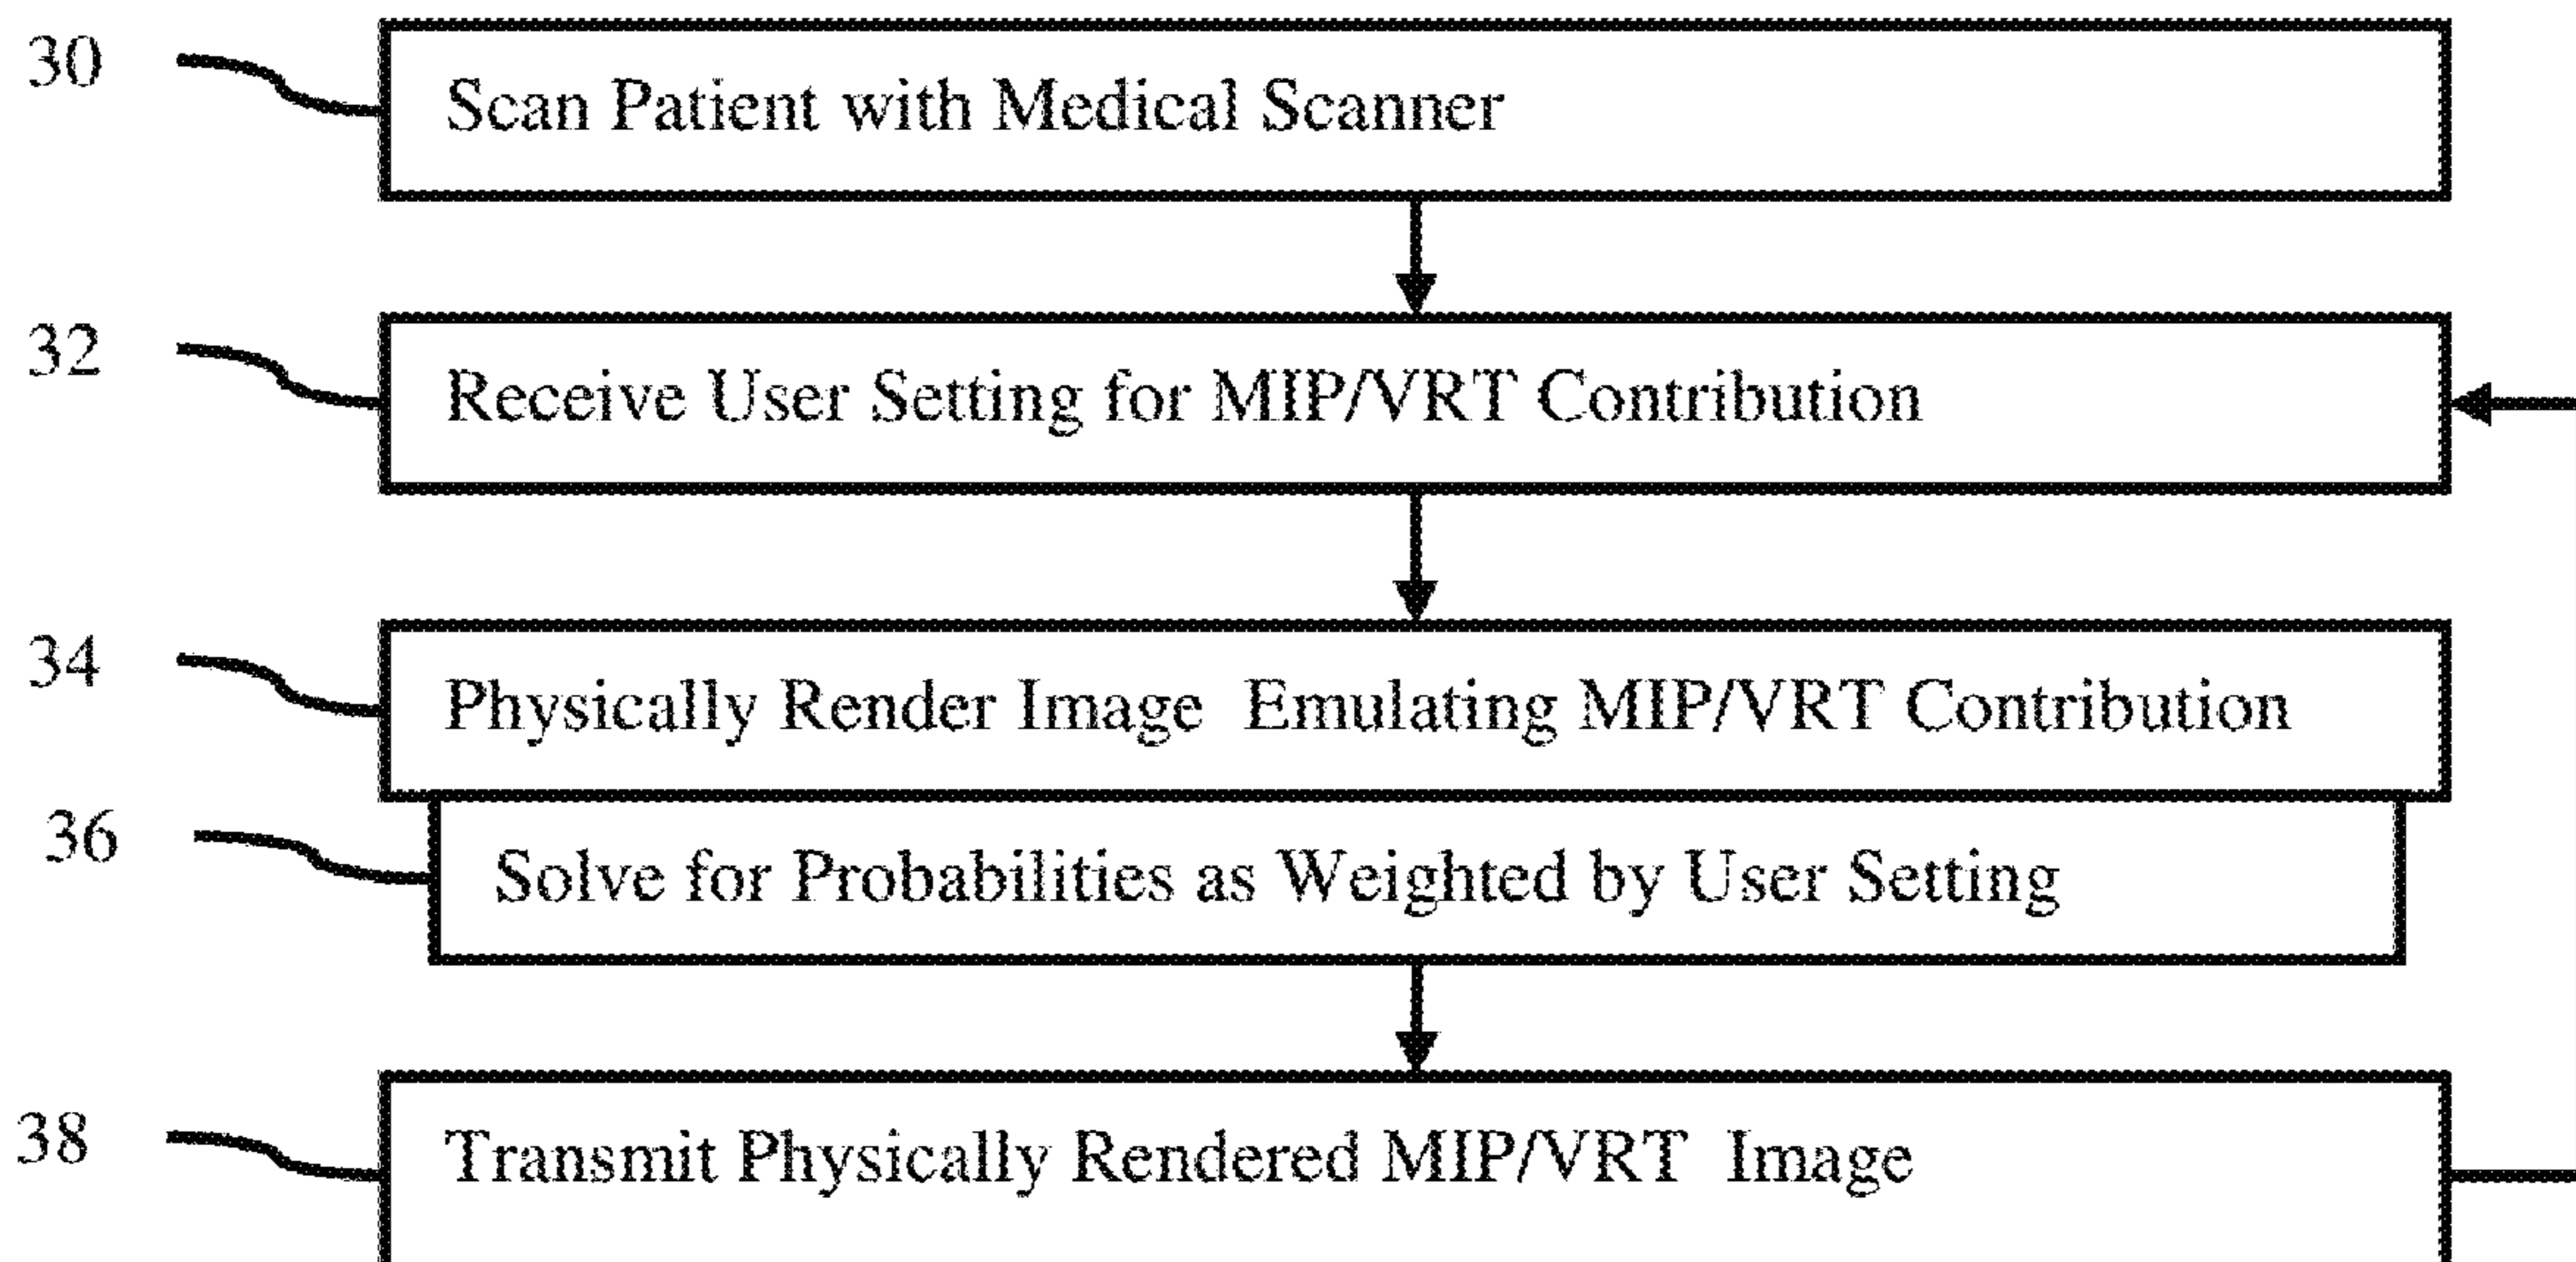 30
Scan Patient with Medical Scanner
32
Receive User Setting for MIP/VRT Contribution
34
Physically Render Image Emulating MIP/VRT Contribution
36
Solve for Probabilities as Weighted by User Setting
38
Transmit Physically Rendered MIP/VRT Image